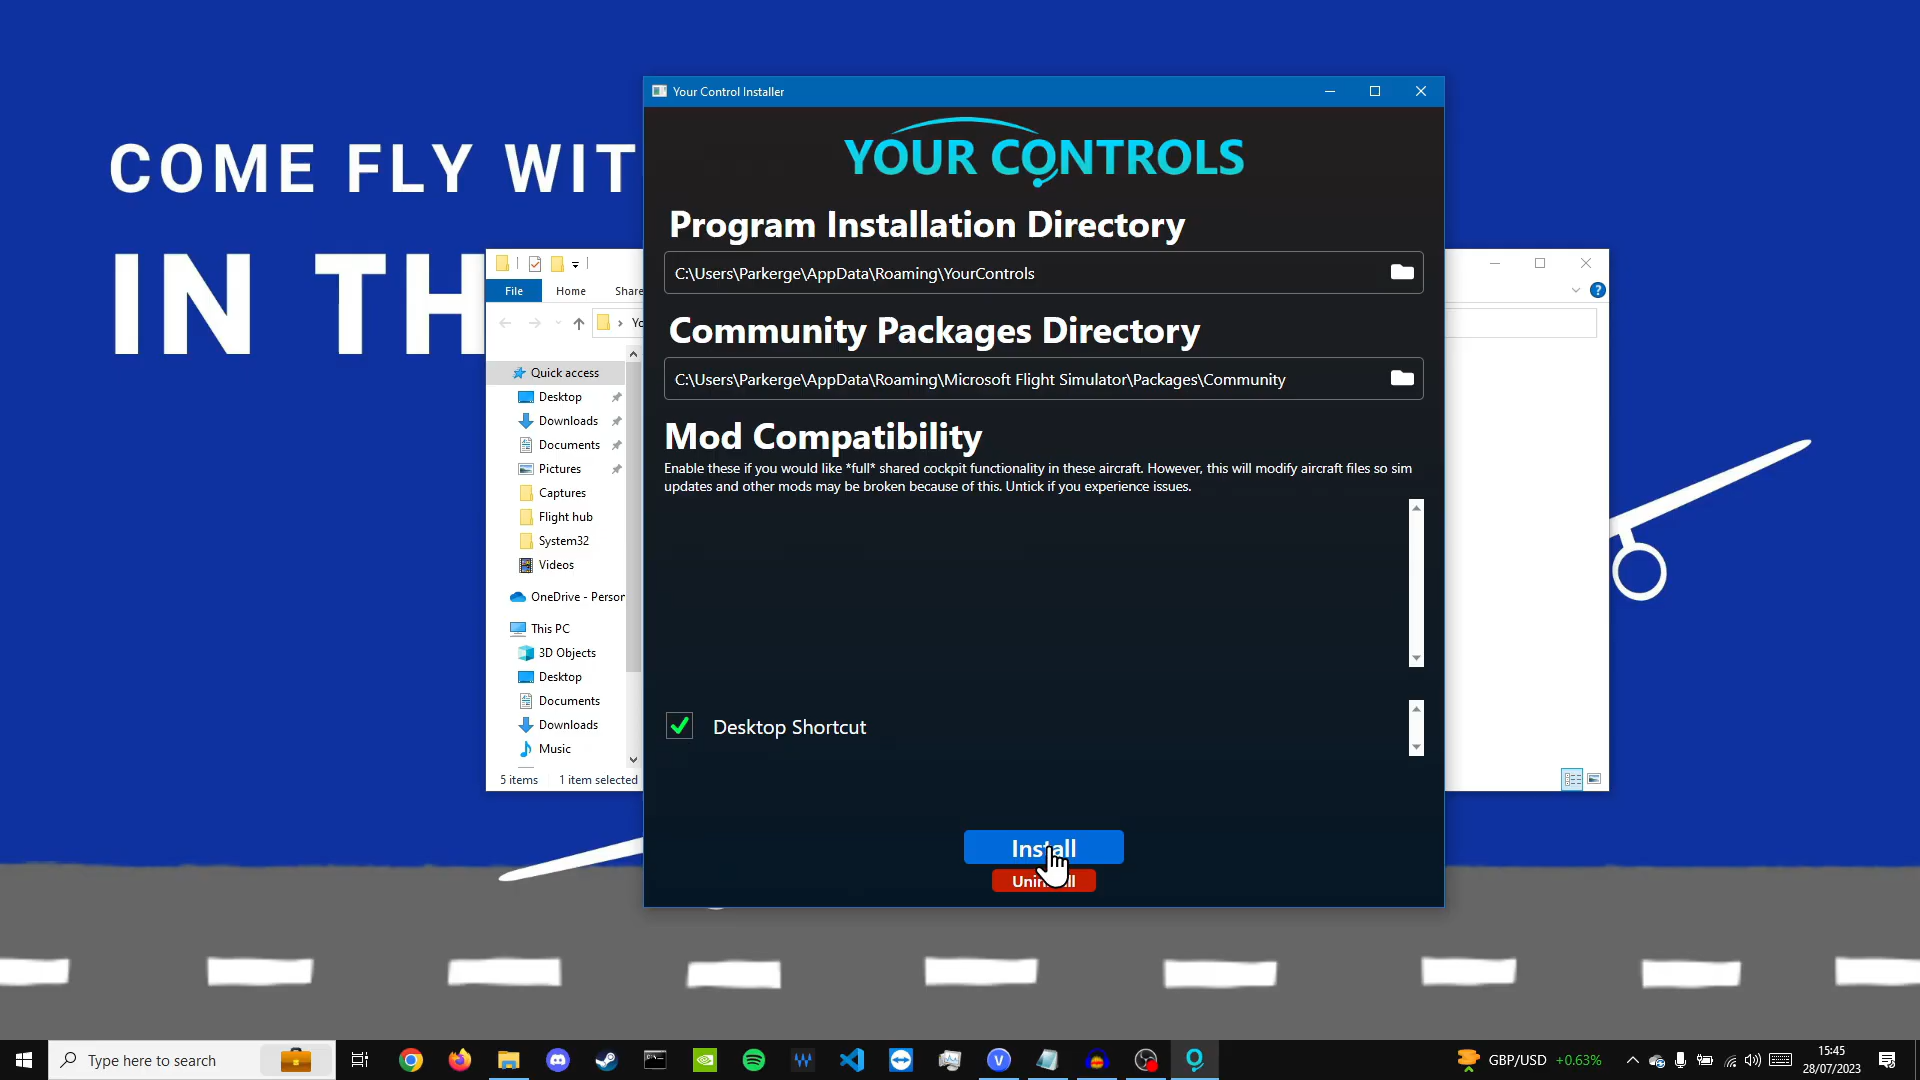 COME FLY WIT
IN TH
File
Home
Share
Yo
Quick access
Desktop
Downloads
Documents
Pictures
Captures
Flight hub
System32
Videos
OneDrive - Person
This PC
3D Objects
Desktop
Documents
Downloads
Music
5 items
1 item selected
?
Your Control Installer
YOUR CONTROLS
Program Installation Directory
C:\Users\Parkerge\AppData\Roaming\YourControls
Community Packages Directory
C:\Users\Parkerge\AppData\Roaming\Microsoft Flight Simulator\Packages\Community
Mod Compatibility
Enable these if you would like *full* shared cockpit functionality in these aircraft. However, this will modify aircraft files so sim
updates and other mods may be broken because of this. Untick if you experience issues.
Desktop Shortcut
Install
Type here to search
GBP/USD +0.63%
15:45
28/07/2023